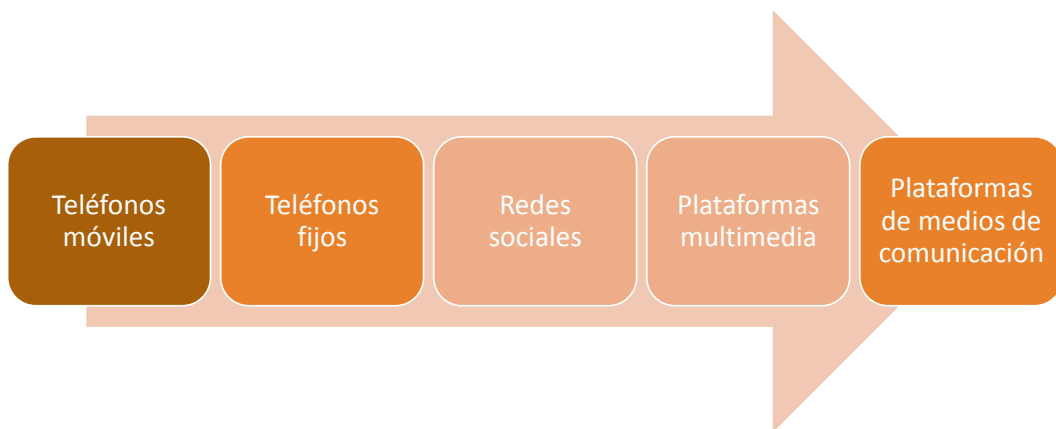 Teléfonos
móviles
Teléfonos
fijos
Redes
sociales
Plataformas
multimedia
Plataformas
de medios de
comunicación